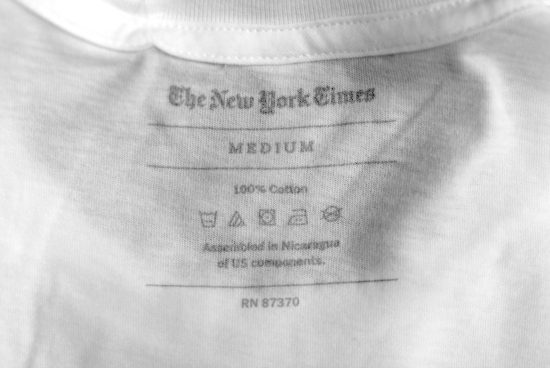 The New York Times
MEDIUM
100% Cotton
Assembled in Nicaragua
of US components.
RN 87370